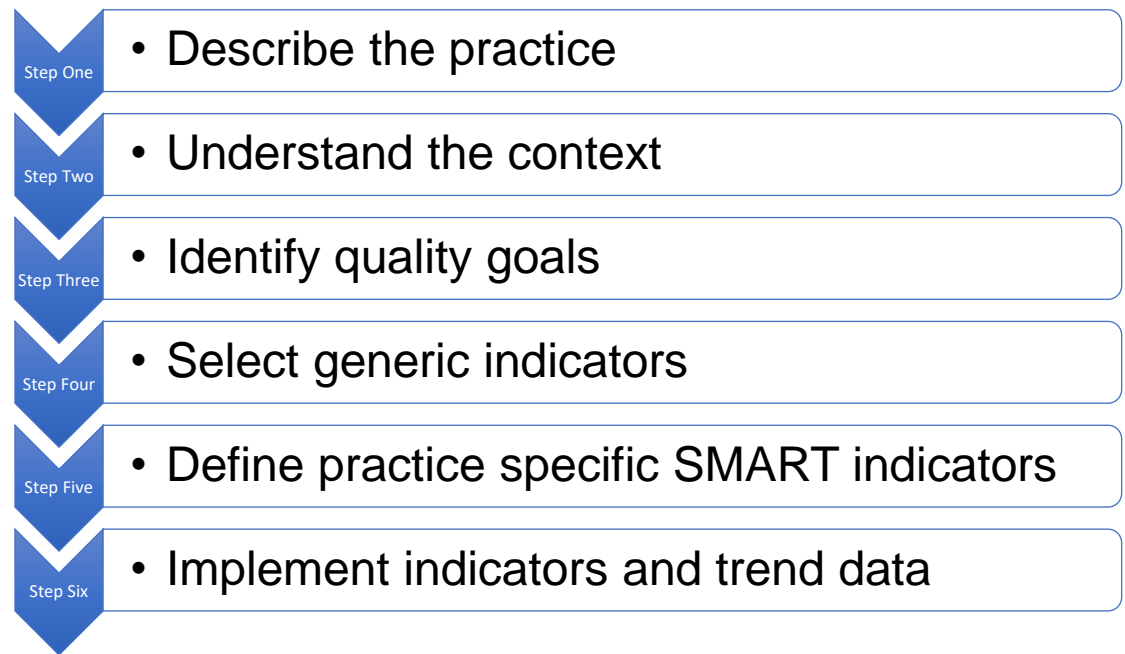 Step One
• Describe the practice
Step Two
• Understand the context
Step Three
• Identify quality goals
Step Four
• Select generic indicators
Step Five
• Define practice specific SMART indicators
Step Six
• Implement indicators and trend data